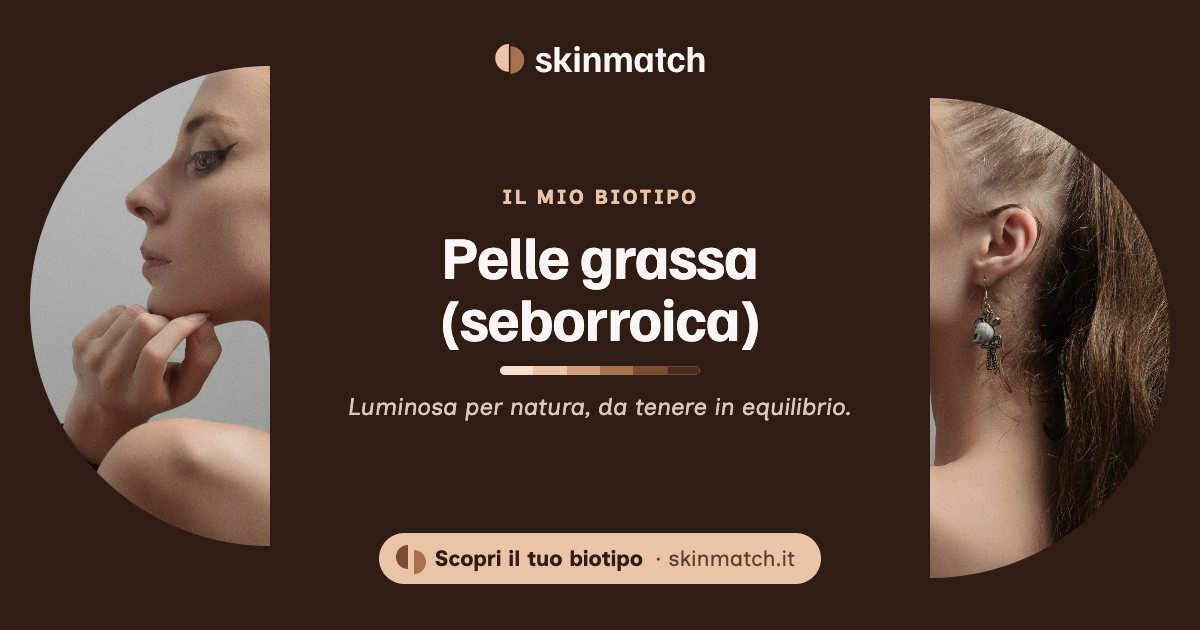 skinmatch
IL MIO BIOTIPO
Pelle grassa
(seborroica)
Luminosa per natura, da tenere in equilibrio.
Scopri il tuo biotipo · skinmatch.it